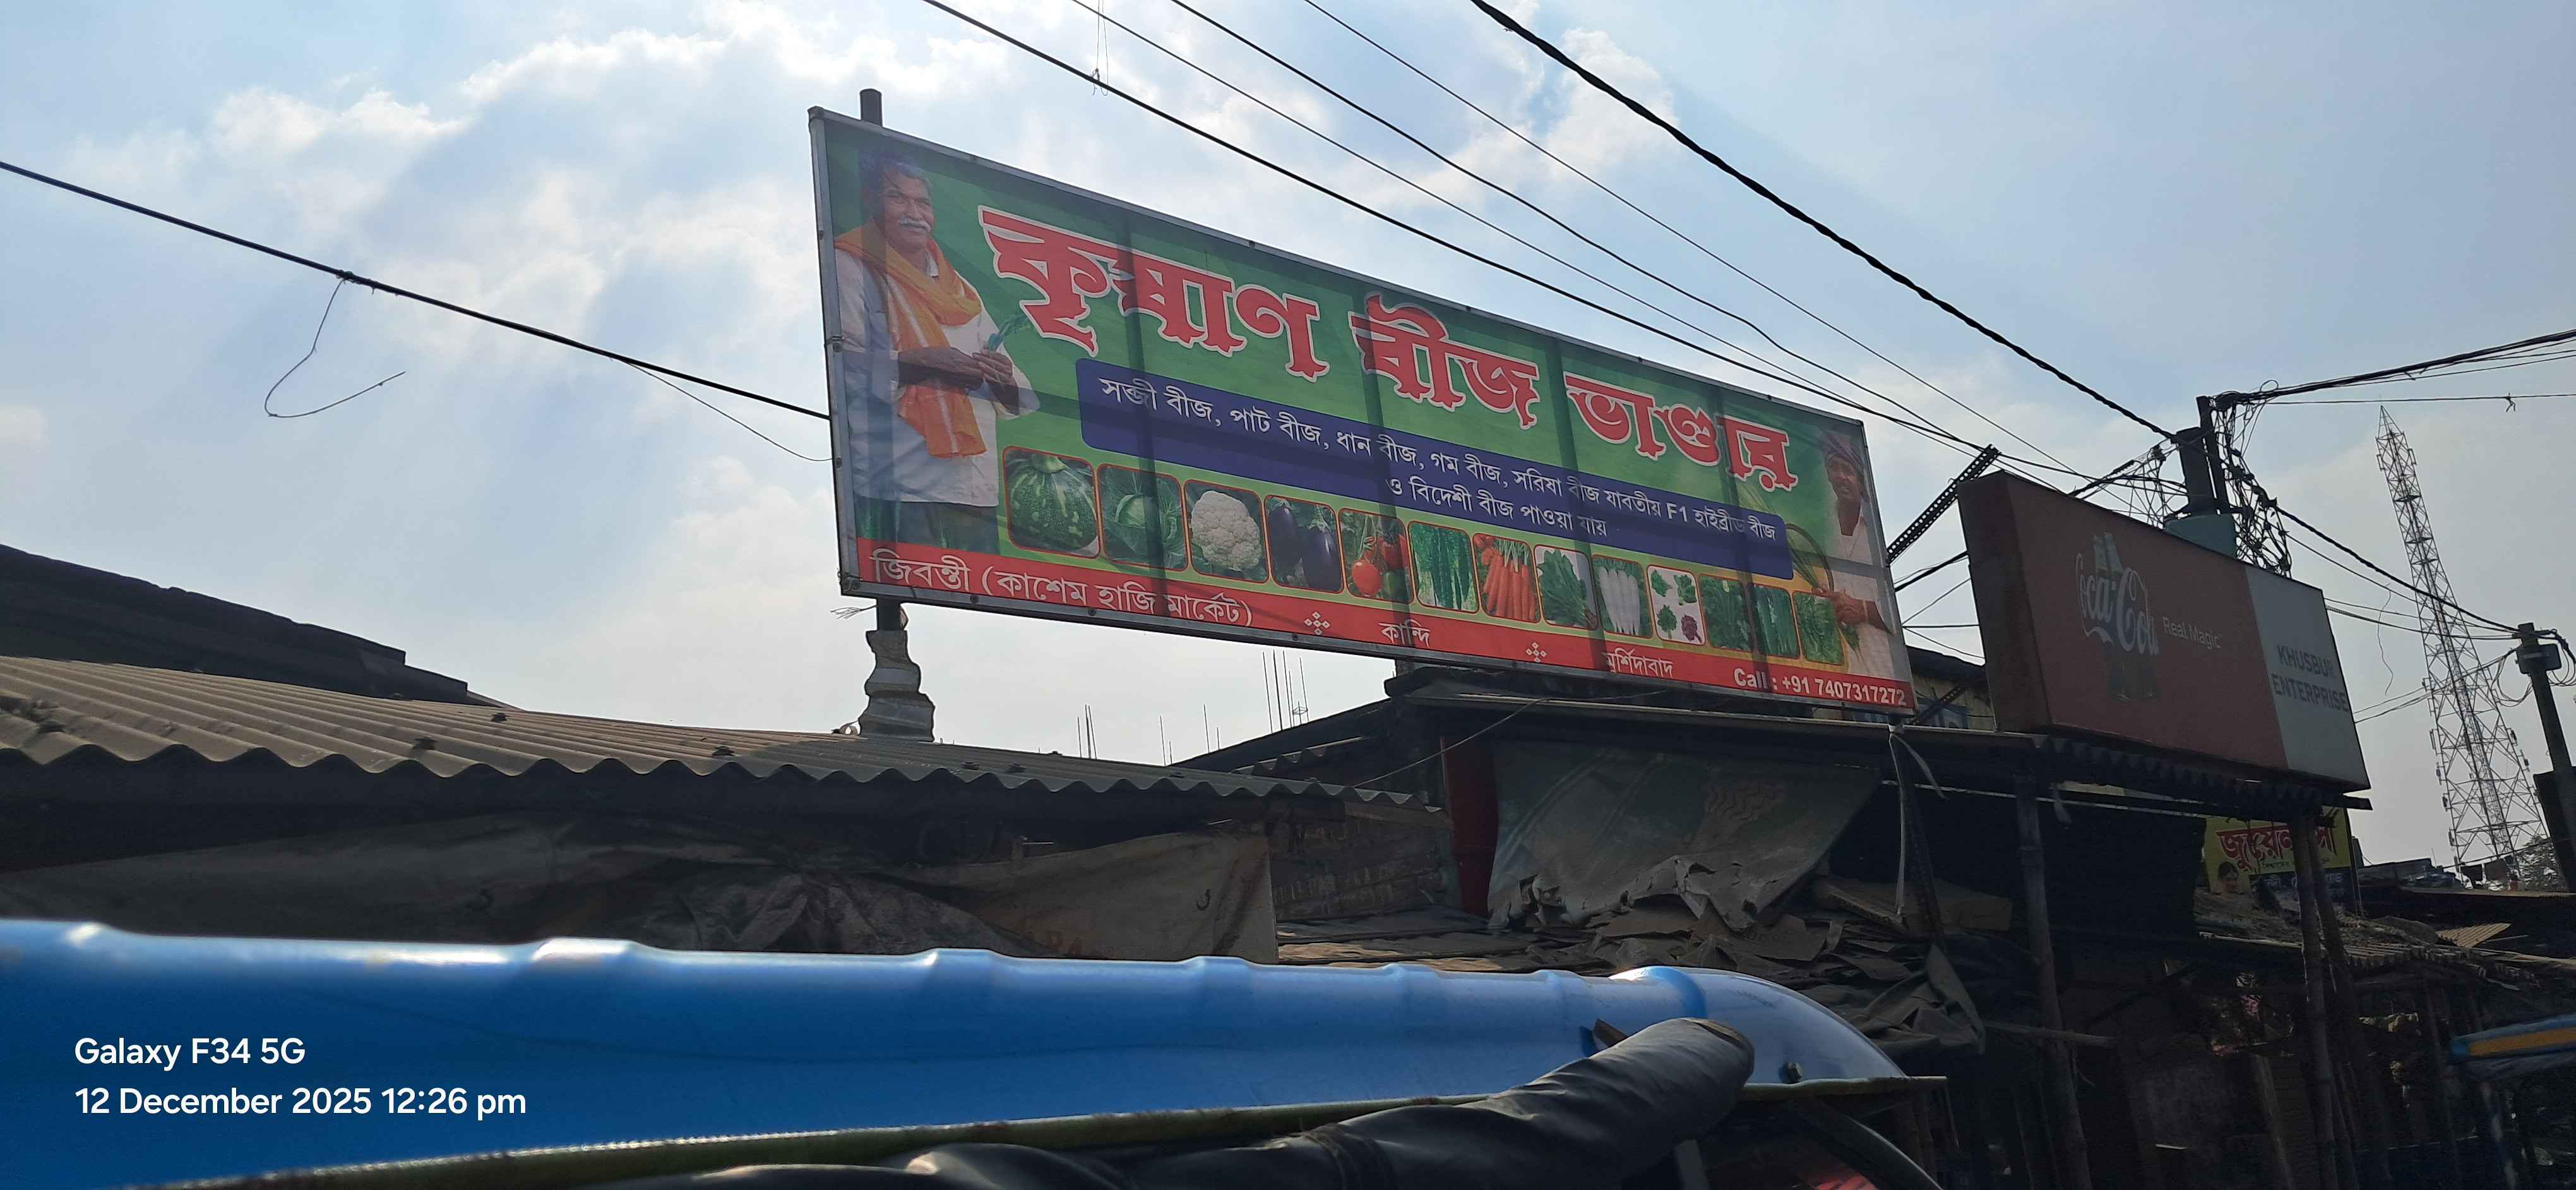 কৃষাণ বীজ ভাণ্ডার
সব্জী বীজ, পাট বীজ, ধান বীজ, গম বীজ, সরিষা বীজ যাবতীয় F1 হাইব্রীড বীজ
ও বিদেশী বীজ পাওয়া যায়
জিবন্তী (কাশেম হাজি মার্কেট) কান্দি মুর্শিদাবাদ Call : +91 7407317272
Coca-Cola Real Magic
KHUSBUR
ENTERPRISE
Galaxy F34 5G
12 December 2025 12:26 pm